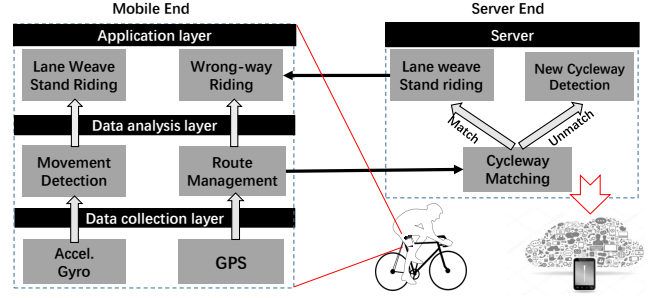 Mobile End
Server End
Application layer
Server
Lane Weave
Stand Riding
Wrong-way
Riding
Lane weave
Stand riding
New Cycleway
Detection
Match
Unmatch
Data analysis layer
Movement
Detection
Route
Management
Cycleway
Matching
Data collection layer
Accel.
Gyro
GPS